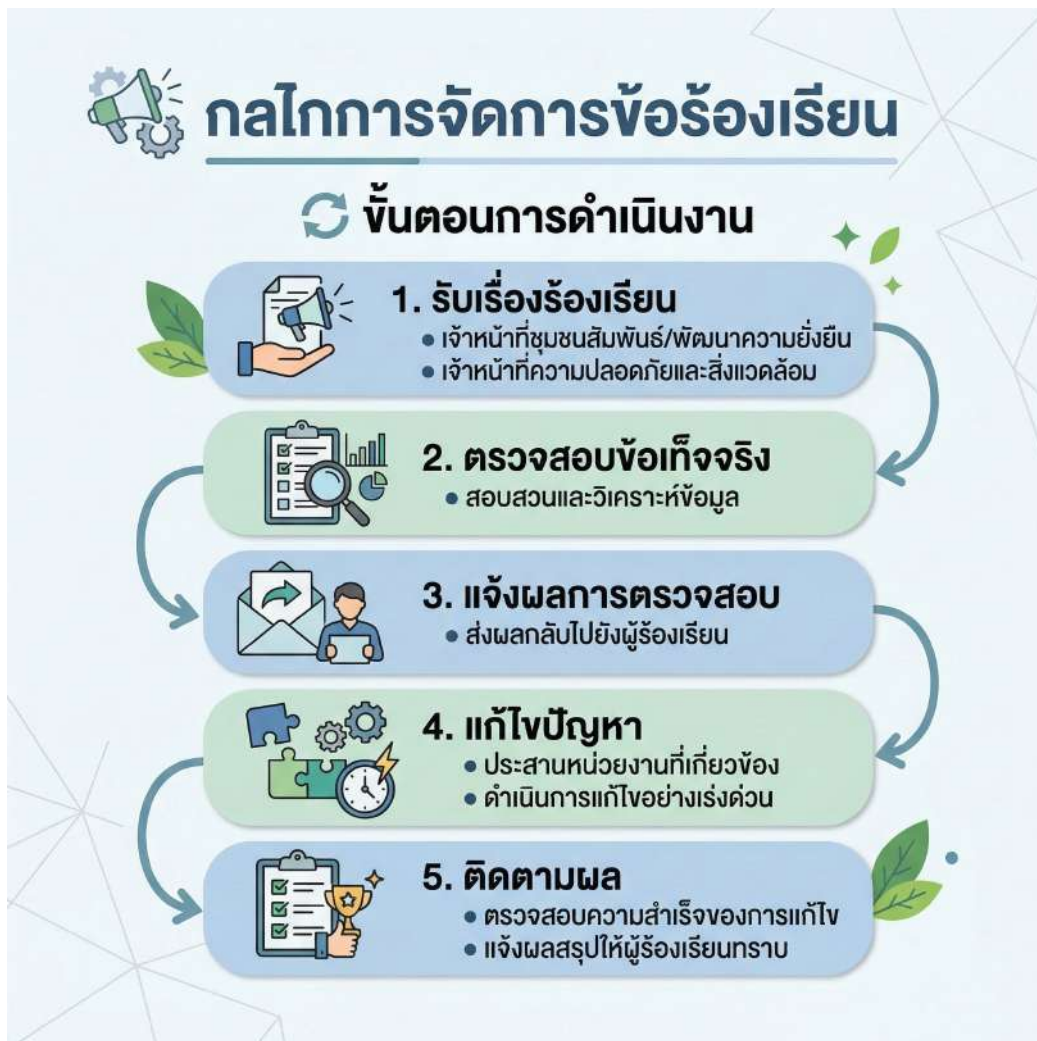 กลไกการจัดการข้อร้องเรียน
ขั้นตอนการดำเนินงาน
1. รับเรื่องร้องเรียน
• เจ้าหน้าที่ชุมชนสัมพันธ์/พัฒนาความยั่งยืน
• เจ้าหน้าที่ความปลอดภัยและสิ่งแวดล้อม
2. ตรวจสอบข้อเท็จจริง
• สอบสวนและวิเคราะห์ข้อมูล
3. แจ้งผลการตรวจสอบ
• ส่งผลกลับไปยังผู้ร้องเรียน
4. แก้ไขปัญหา
• ประสานหน่วยงานที่เกี่ยวข้อง
• ดำเนินการแก้ไขอย่างเร่งด่วน
5. ติดตามผล
• ตรวจสอบความสำเร็จของการแก้ไข
• แจ้งผลสรุปให้ผู้ร้องเรียนทราบ